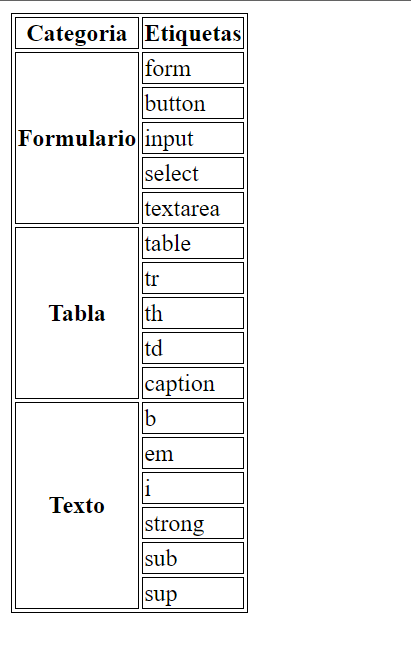 Categoria Etiquetas
Formulario
form
button
input
select
textarea
Tabla
table
tr
th
td
caption
Texto
b
em
i
strong
sub
sup